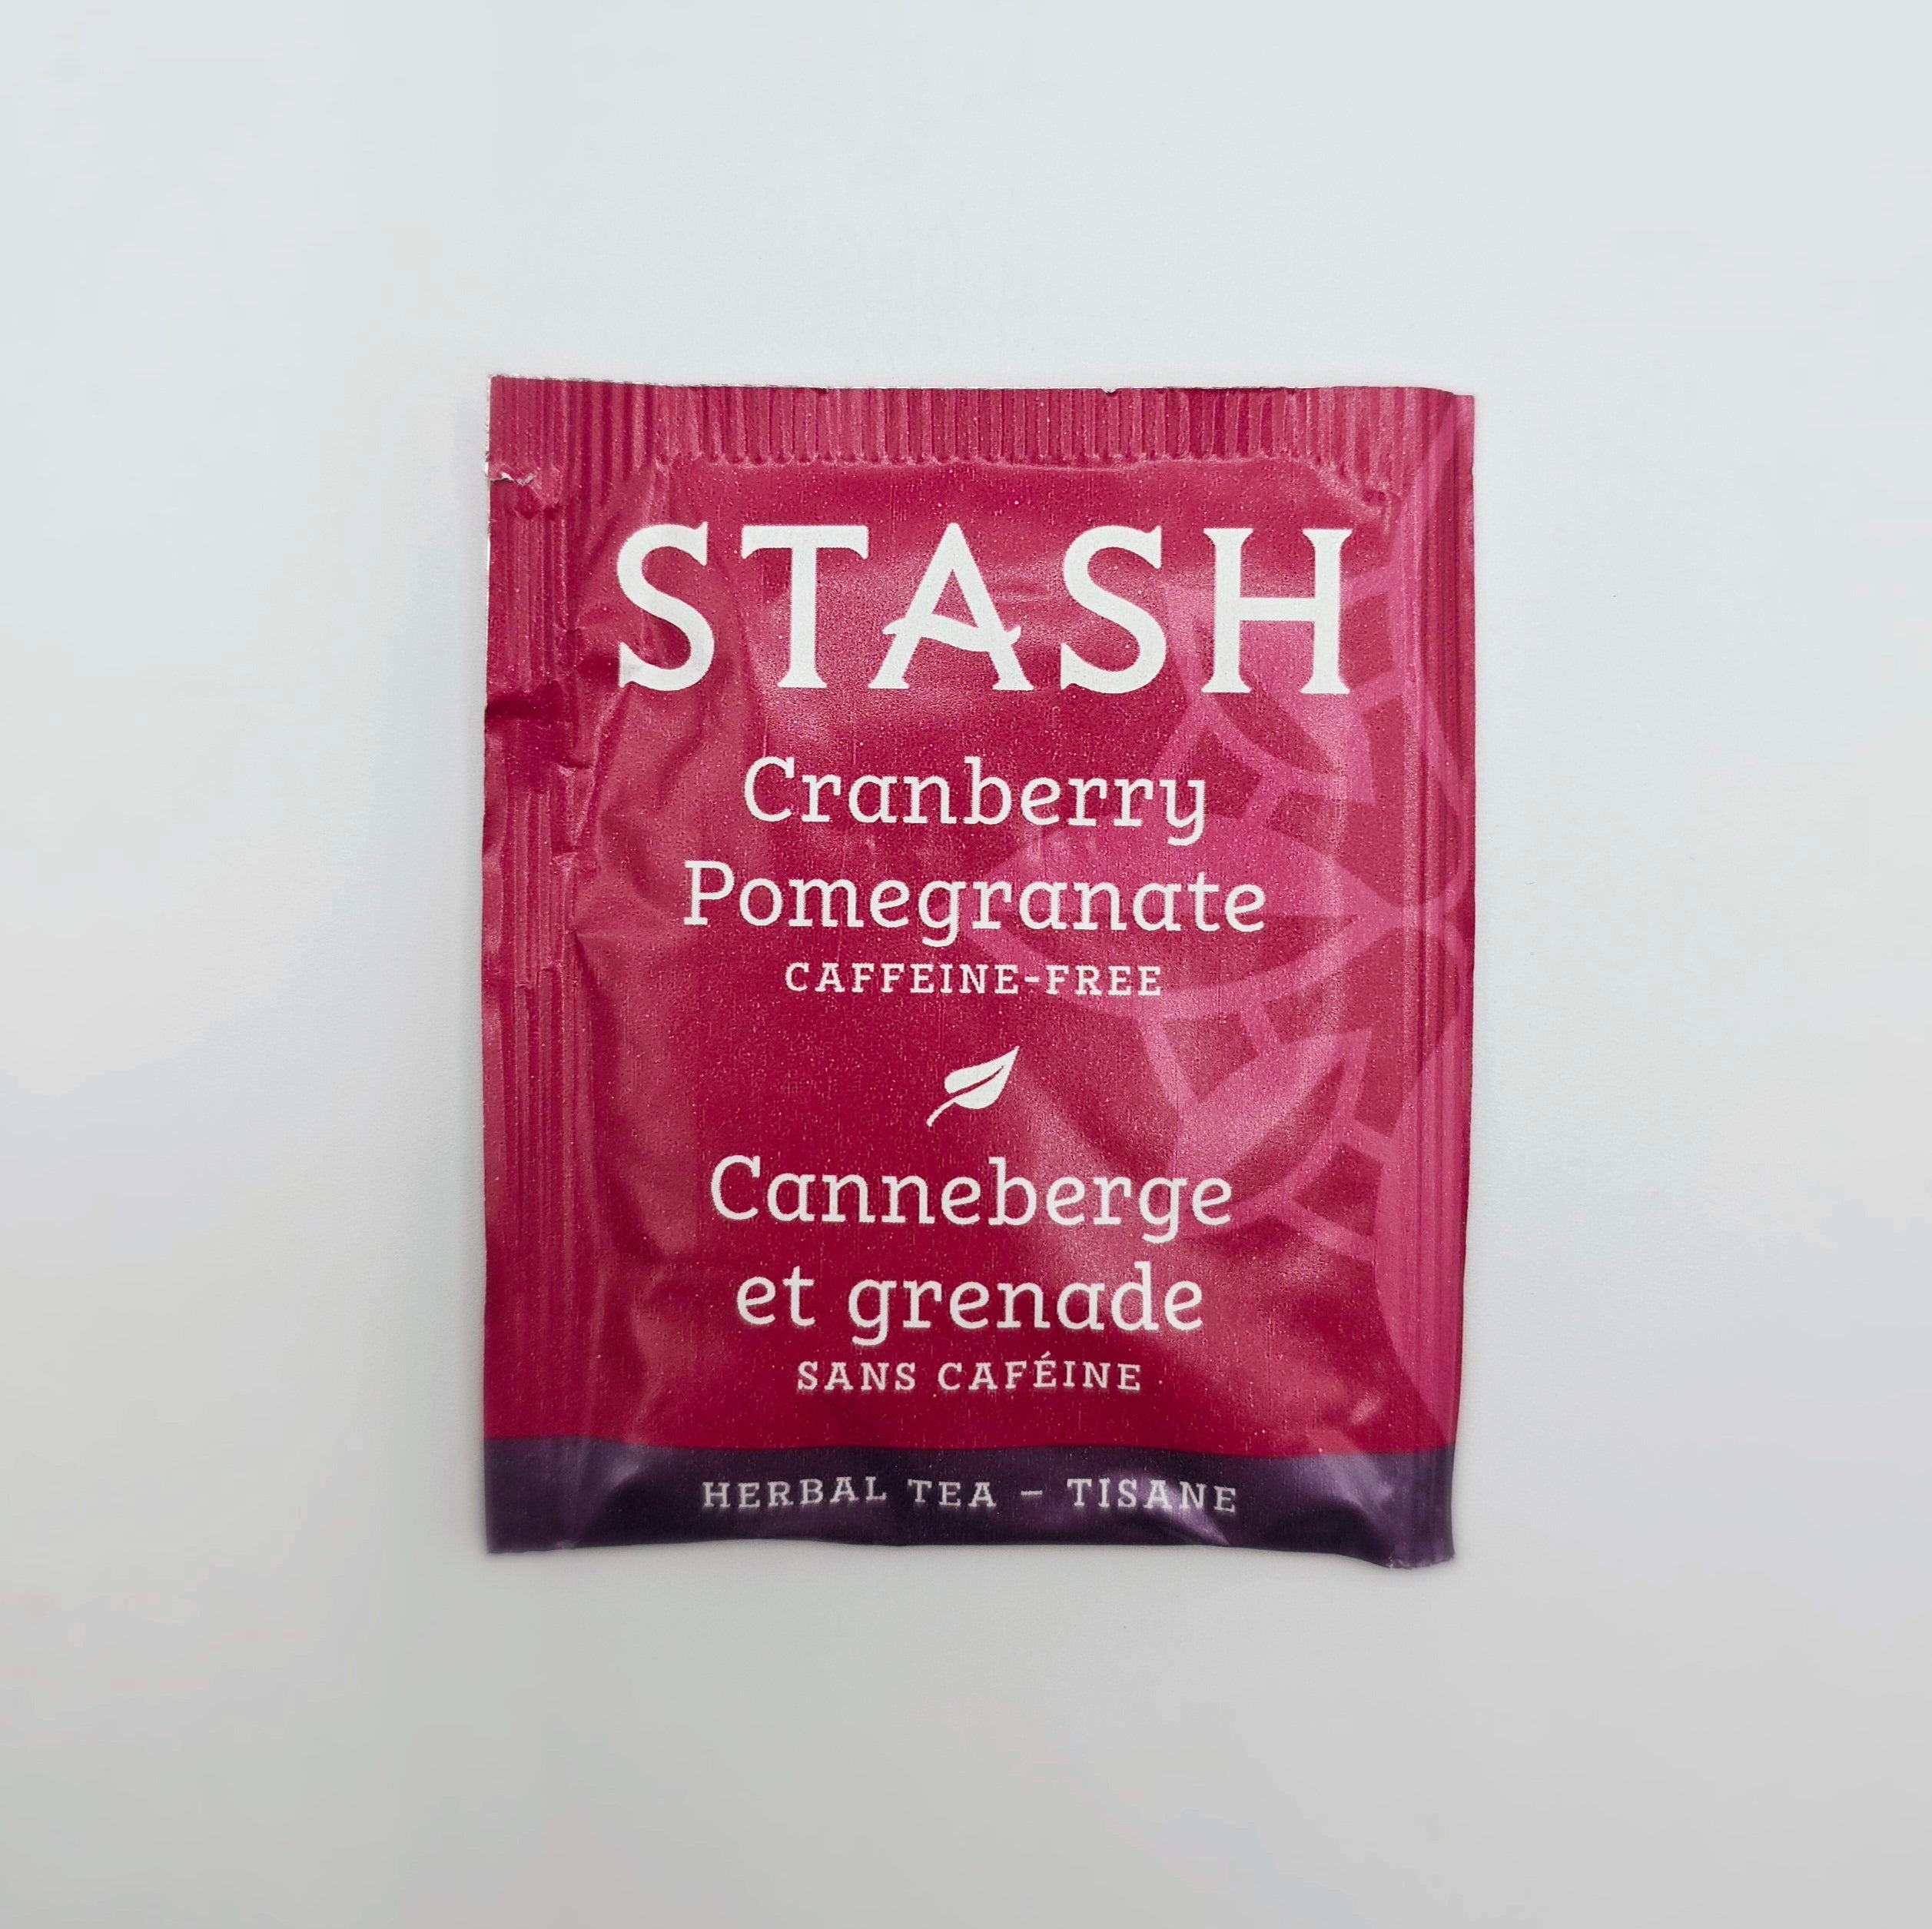 STASH
Cranberry
Pomegranate
CAFFEINE-FREE
Canneberge
et grenade
SANS CAFÉINE
HERBAL TEA – TISANE